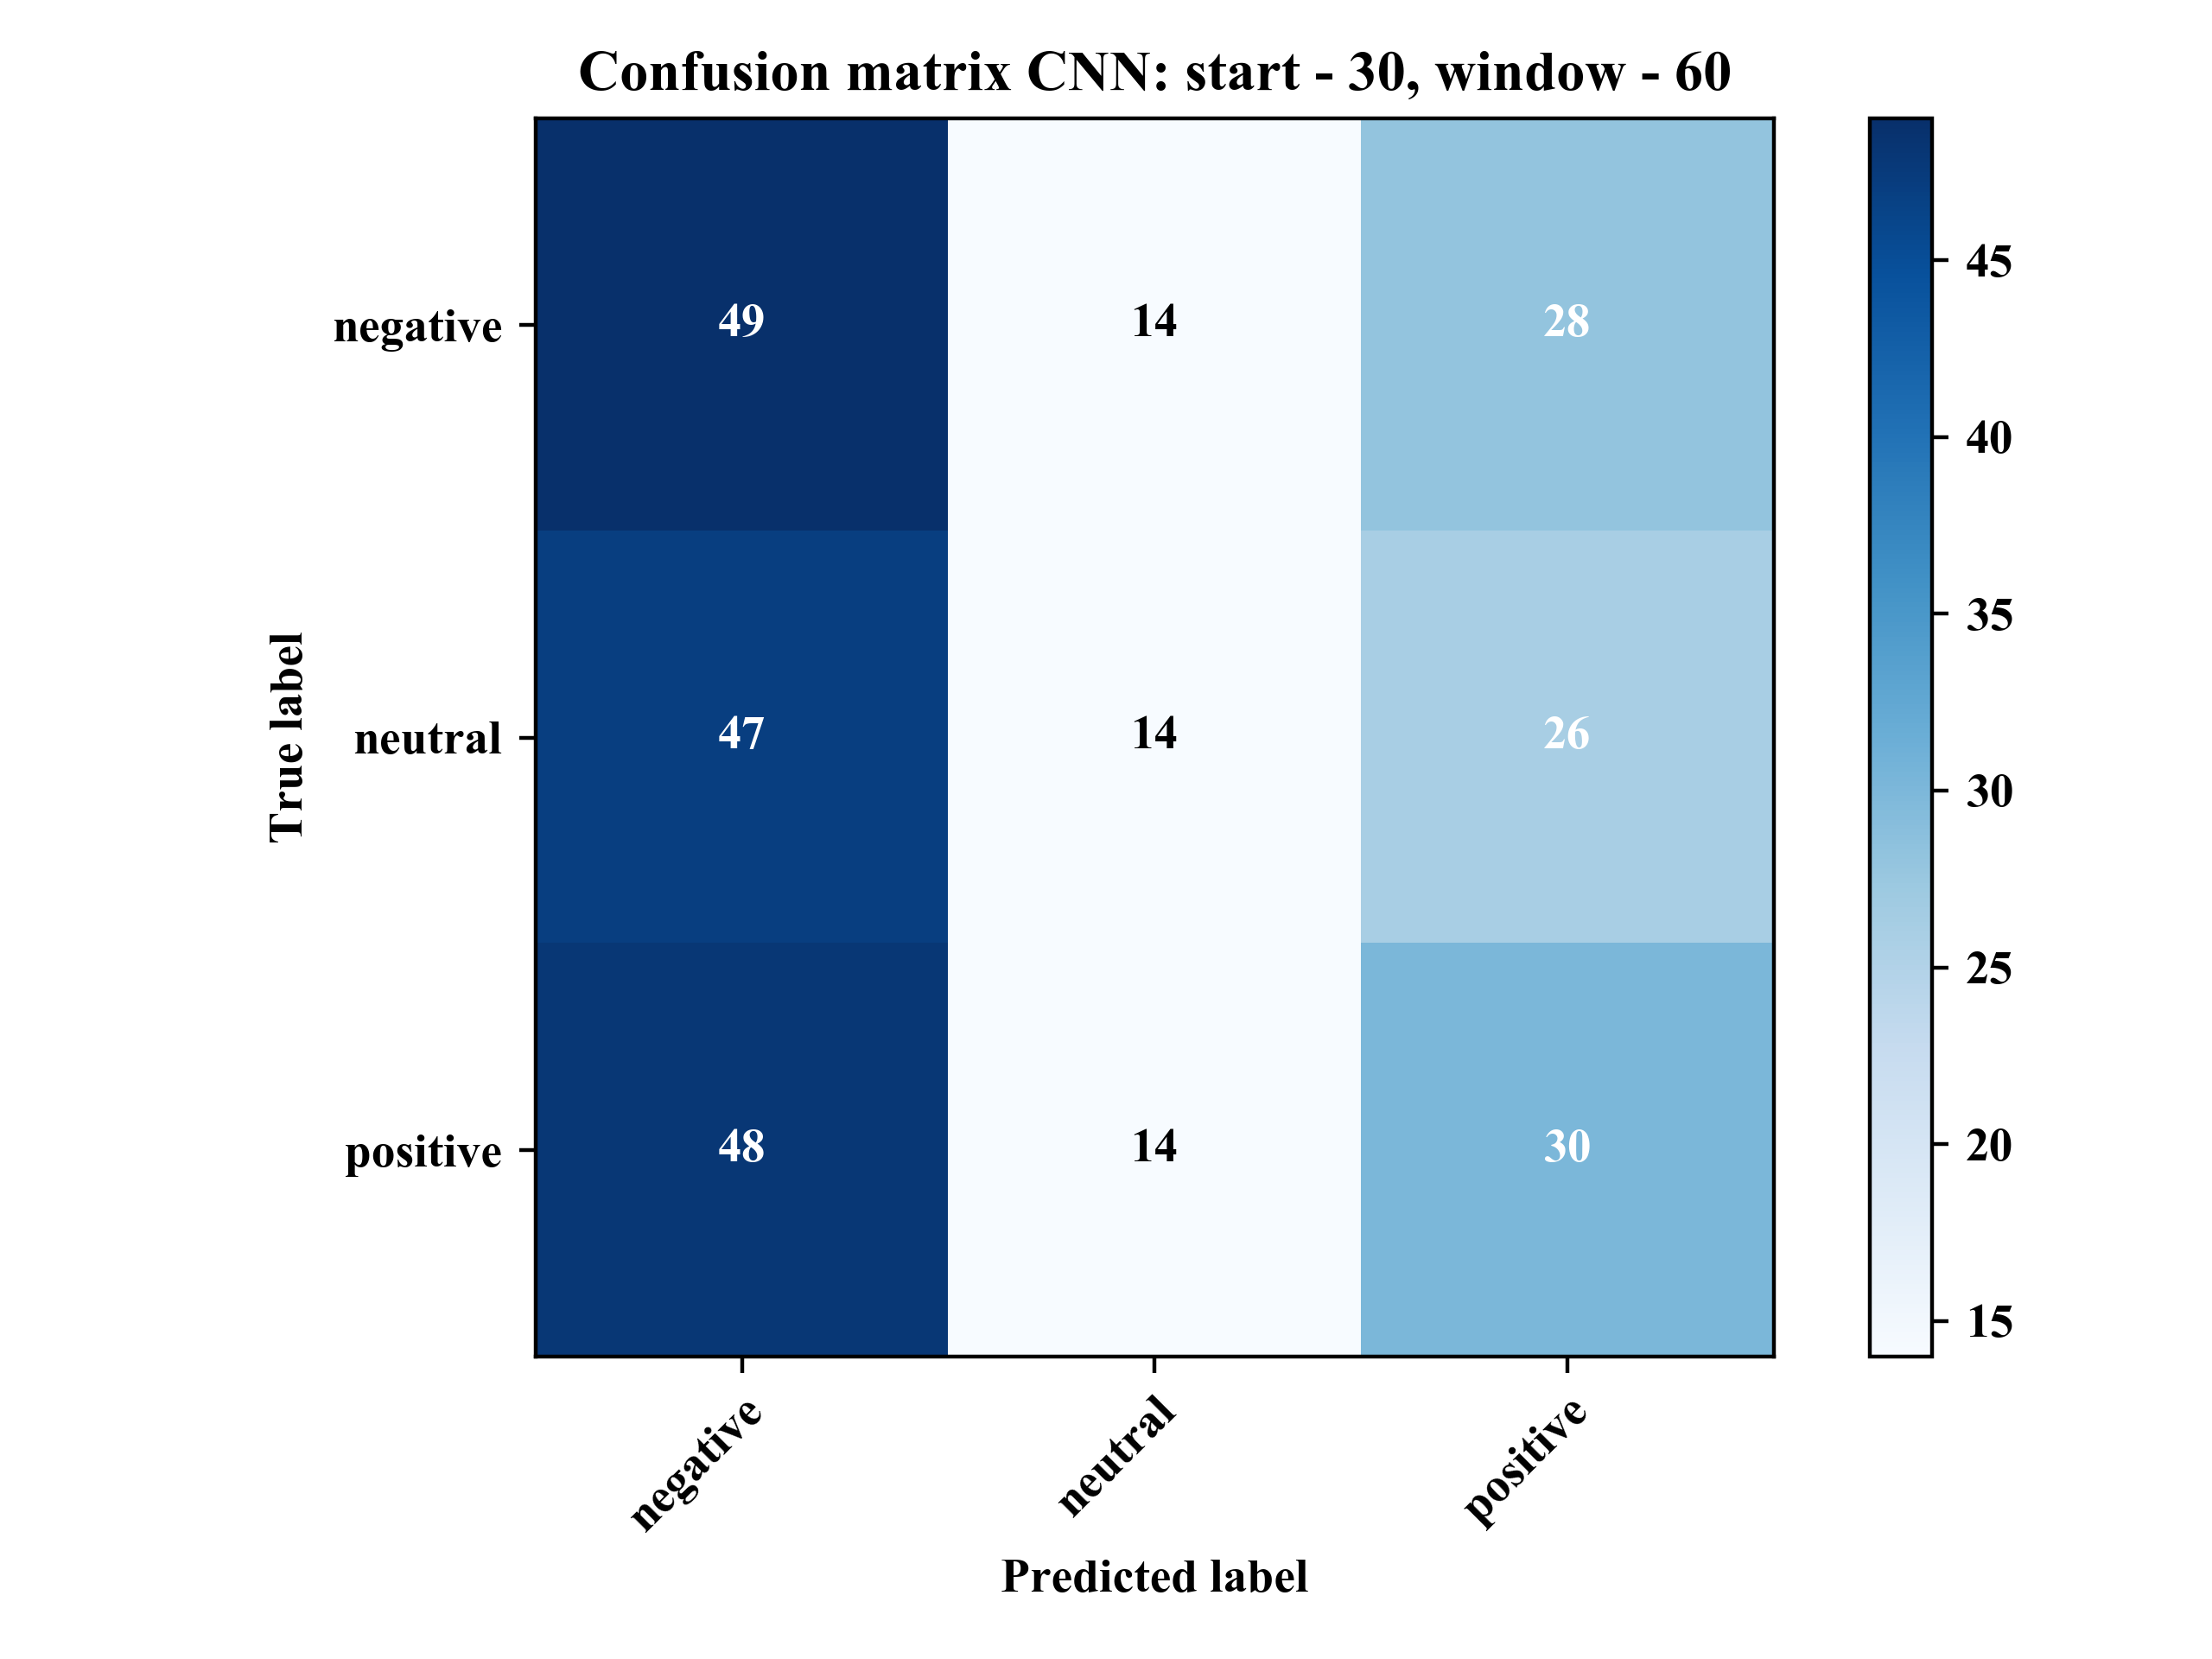 Confusion matrix CNN: start - 30, window - 60
True label
negative
neutral
positive
49 14 28
47 14 26
48 14 30
negative neutral positive
Predicted label
45
40
35
30
25
20
15